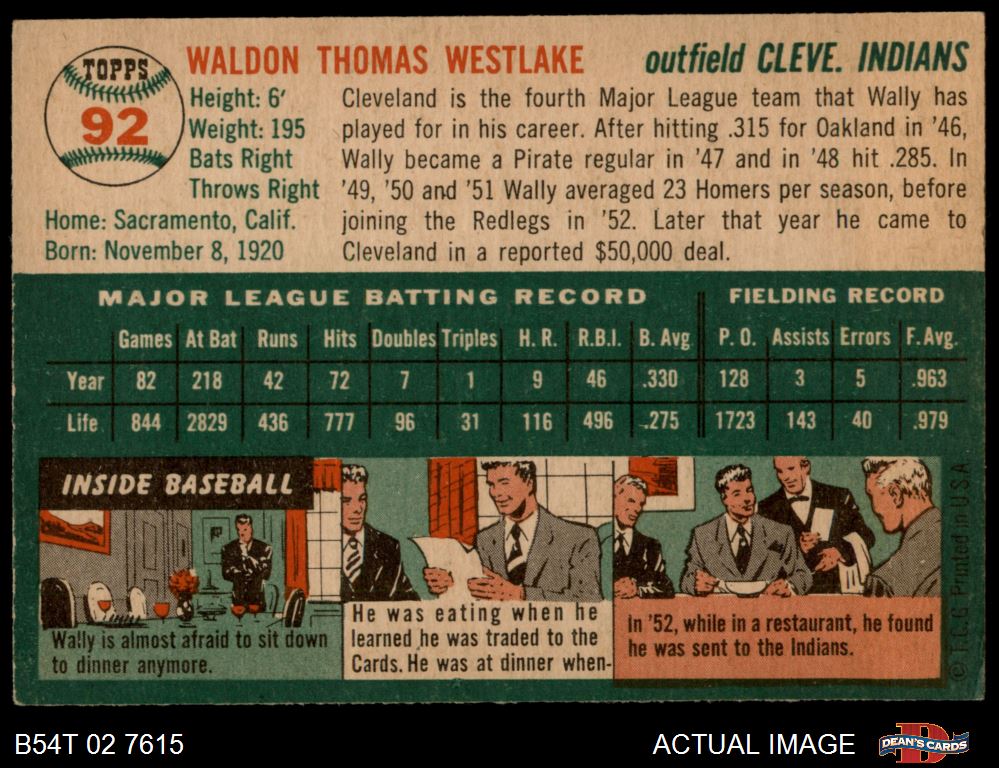 TOPPS
92
WALDON THOMAS WESTLAKE
outfield CLEVE. INDIANS
Height: 6'
Weight: 195
Bats Right
Throws Right
Home: Sacramento, Calif.
Born: November 8, 1920
Cleveland is the fourth Major League team that Wally has
played for in his career. After hitting .315 for Oakland in '46,
Wally became a Pirate regular in '47 and in '48 hit .285. In
'49, '50 and '51 Wally averaged 23 Homers per season, before
joining the Redlegs in '52. Later that year he came to
Cleveland in a reported $50,000 deal.
MAJOR LEAGUE BATTING RECORD FIELDING RECORD
Games At Bat Runs Hits Doubles Triples H. R. R.B.I. B. Avg P. O. Assists Errors F. Avg.
Year 82 218 42 72 7 1 9 46 .330 128 3 5 .963
Life 844 2829 436 777 96 31 116 496 .275 1723 143 40 .979
INSIDE BASEBALL
Wally is almost afraid to sit down
to dinner anymore.
He was eating when he
learned he was traded to the
Cards. He was at dinner when-
In '52, while in a restaurant, he found
he was sent to the Indians.
© T. C. G. Printed in U S A
B54T 02 7615
ACTUAL IMAGE
D
DEAN'S CARDS